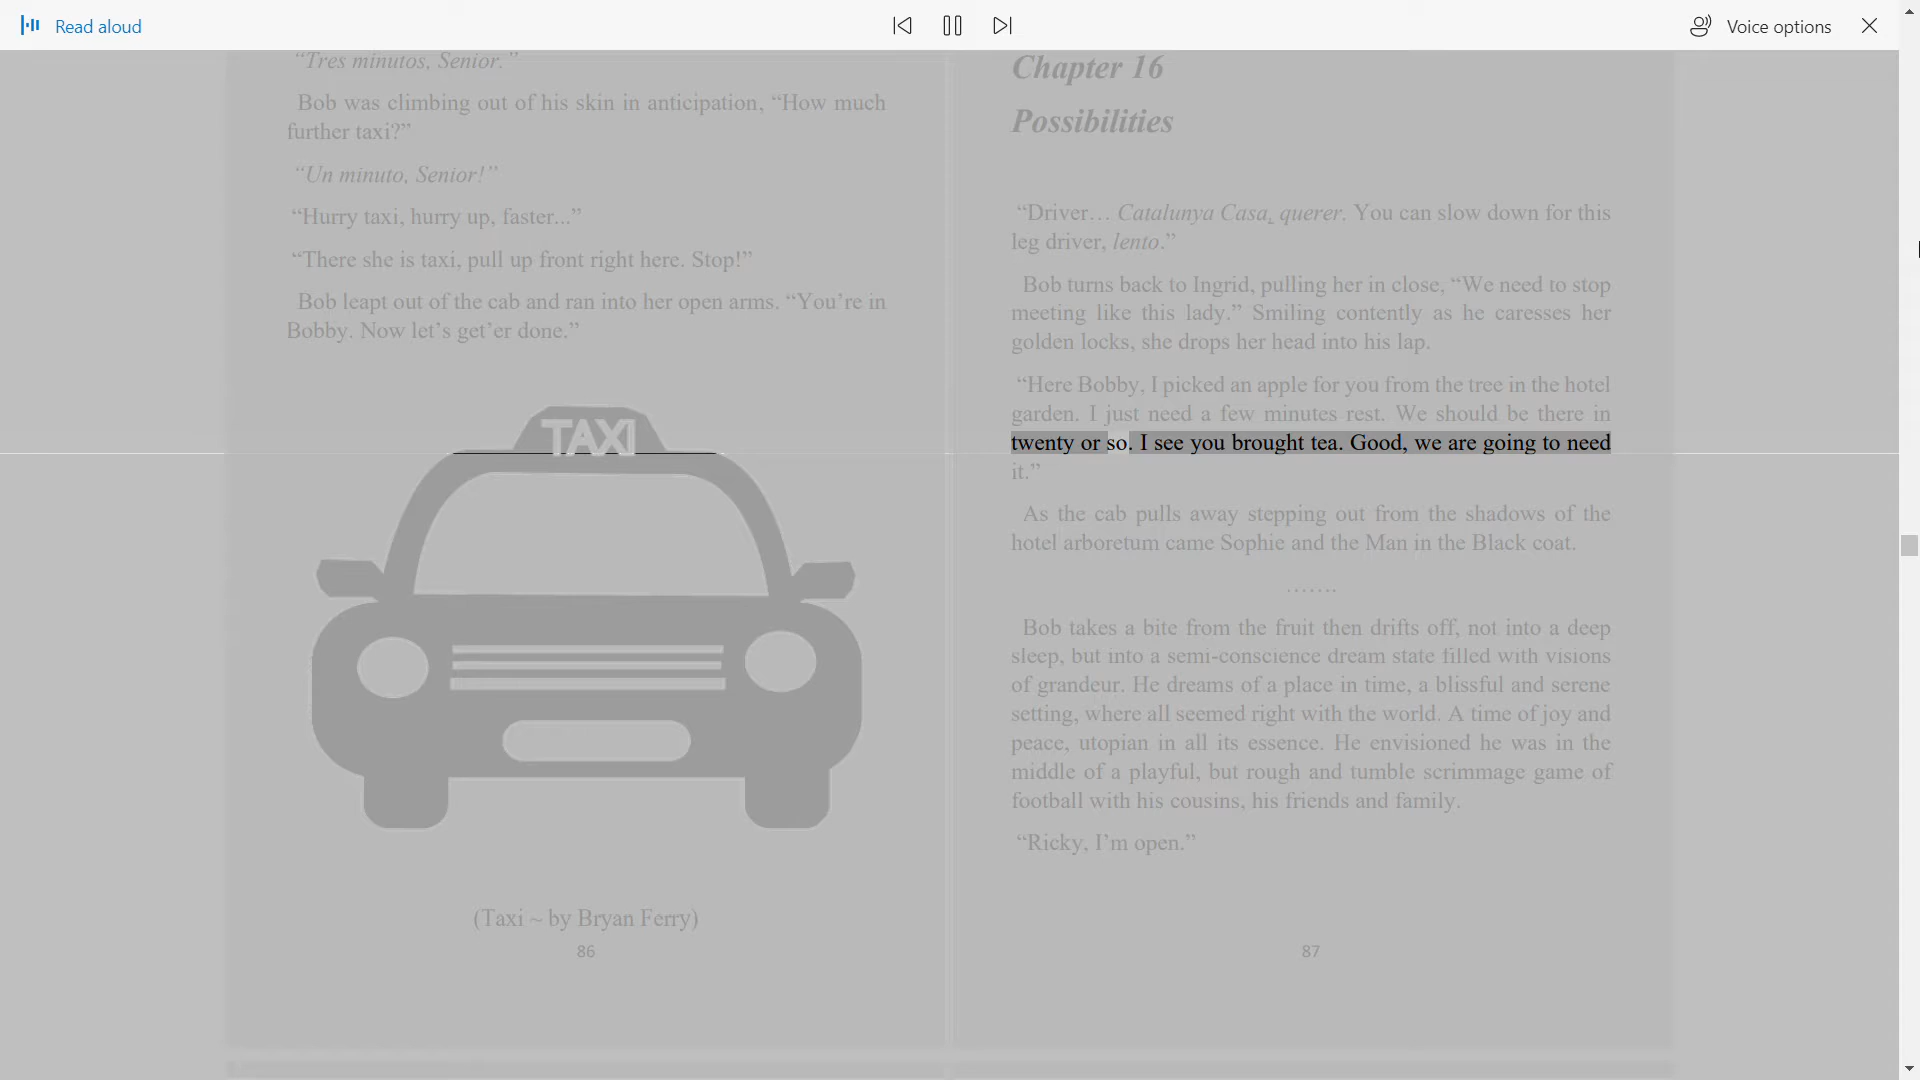 Read aloud
Voice options
“Tres minutos, Senior.”
Bob was climbing out of his skin in anticipation, “How much
further taxi?”
“Un minuto, Senior!”
“Hurry taxi, hurry up, faster...”
“There she is taxi, pull up front right here. Stop!”
Bob leapt out of the cab and ran into her open arms. “You’re in
Bobby. Now let’s get’er done.”
TAXI
(Taxi ~ by Bryan Ferry)
86
Chapter 16
Possibilities
“Driver… Catalunya Casa, querer. You can slow down for this
leg driver, lento.”
Bob turns back to Ingrid, pulling her in close, “We need to stop
meeting like this lady.” Smiling contently as he caresses her
golden locks, she drops her head into his lap.
“Here Bobby, I picked an apple for you from the tree in the hotel
garden. I just need a few minutes rest. We should be there in
twenty or so. I see you brought tea. Good, we are going to need
it.”
As the cab pulls away stepping out from the shadows of the
hotel arboretum came Sophie and the Man in the Black coat.
…….
Bob takes a bite from the fruit then drifts off, not into a deep
sleep, but into a semi-conscience dream state filled with visions
of grandeur. He dreams of a place in time, a blissful and serene
setting, where all seemed right with the world. A time of joy and
peace, utopian in all its essence. He envisioned he was in the
middle of a playful, but rough and tumble scrimmage game of
football with his cousins, his friends and family.
“Ricky, I’m open.”
87